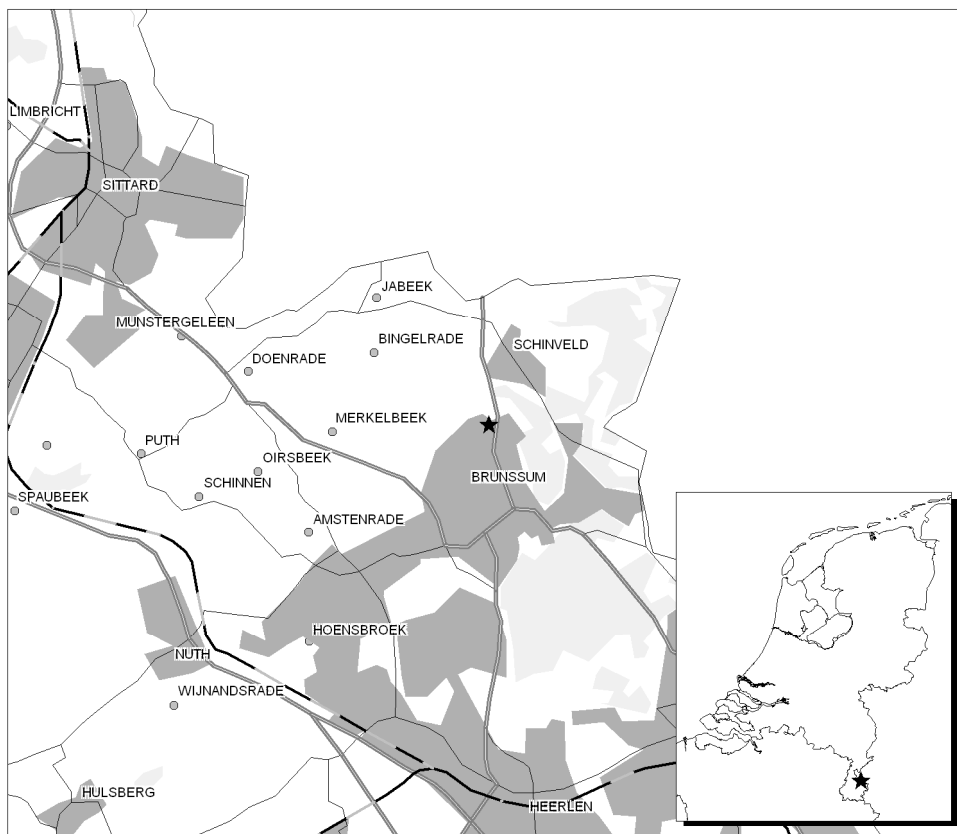 LIMBRICHT
SITTARD
JABEEK
MUNSTERGELEEN
BINGELRADE
SCHINVELD
DOENRADE
MERKELBEEK
PUTH
OIRSBEEK
BRUNSSUM
SCHINNEN
SPAUBEEK
AMSTENRADE
HOENSBROEK
NUTH
WIJNANDSRADE
HULSBERG
HEERLEN